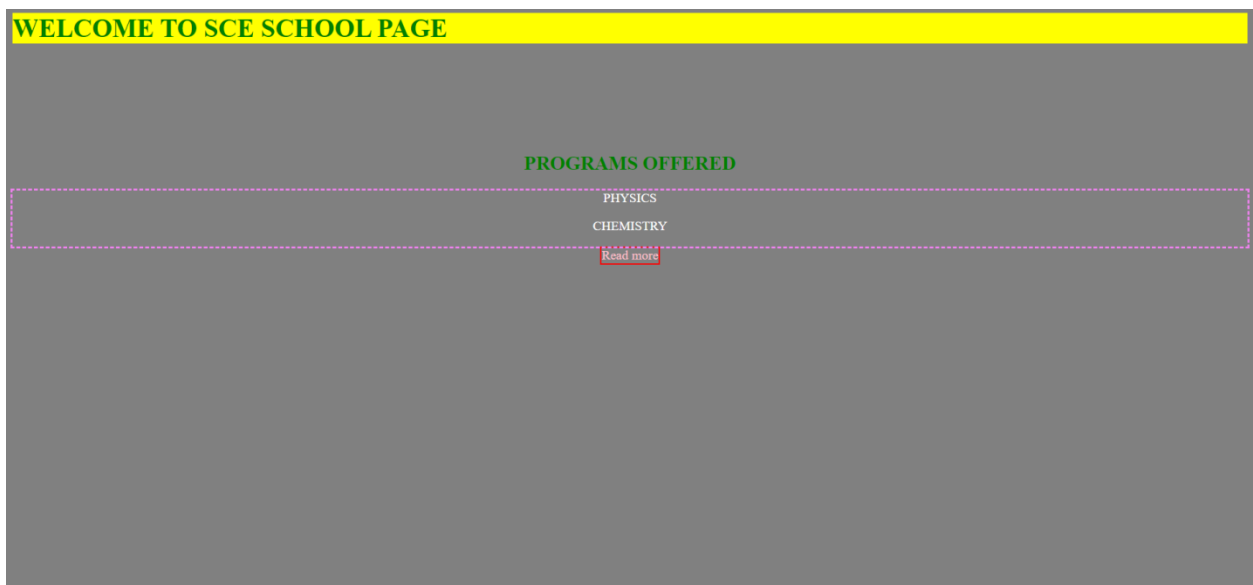 WELCOME TO SCE SCHOOL PAGE
PROGRAMS OFFERED
PHYSICS
CHEMISTRY
Read more